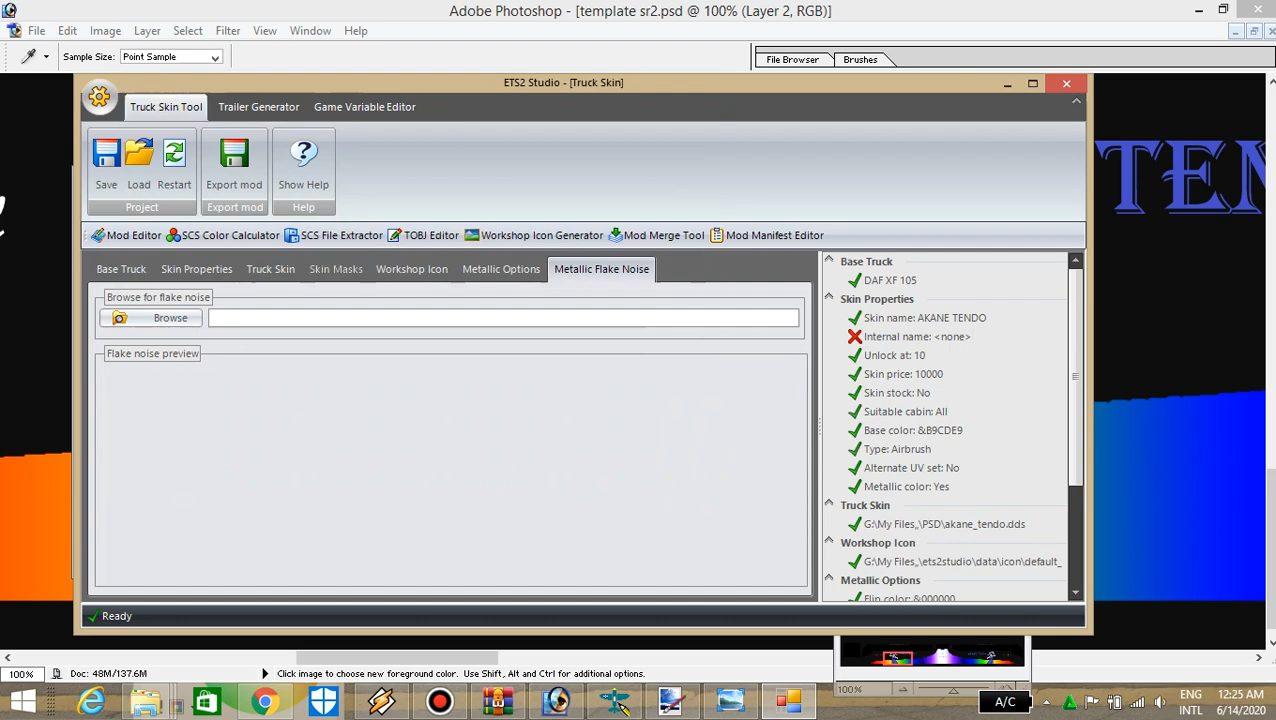 Adobe Photoshop - [template sr2.psd @ 100% (Layer 2, RGB)]
File Edit Image Layer Select Filter View Window Help
Sample Size: Point Sample
File Browser Brushes
ETS2 Studio - [Truck Skin]
Truck Skin Tool Trailer Generator Game Variable Editor
Save Load Restart Export mod Show Help
Project Export mod Help
Mod Editor SCS Color Calculator SCS File Extractor TOBJ Editor Workshop Icon Generator Mod Merge Tool Mod Manifest Editor
Base Truck Skin Properties Truck Skin Skin Masks Workshop Icon Metallic Options Metallic Flake Noise
Browse for flake noise
Browse
Flake noise preview
Base Truck
DAF XF 105
Skin Properties
Skin name: AKANE TENDO
Internal name: <none>
Unlock at: 10
Skin price: 10000
Skin stock: No
Suitable cabin: All
Base color: &B9CDE9
Type: Airbrush
Alternate UV set: No
Metallic color: Yes
Truck Skin
G:\My Files,\PSD\akane_tendo.dds
Workshop Icon
G:\My Files,\ets2studio\data\icon\default_
Metallic Options
Flip color: &000000
TEN
Ready
100%
100% Doc: 48M/137.6M Click image to choose new foreground color. Use Shift, Alt and Ctrl for additional options.
A/C
ENG
INTL
12:25 AM
6/14/2020